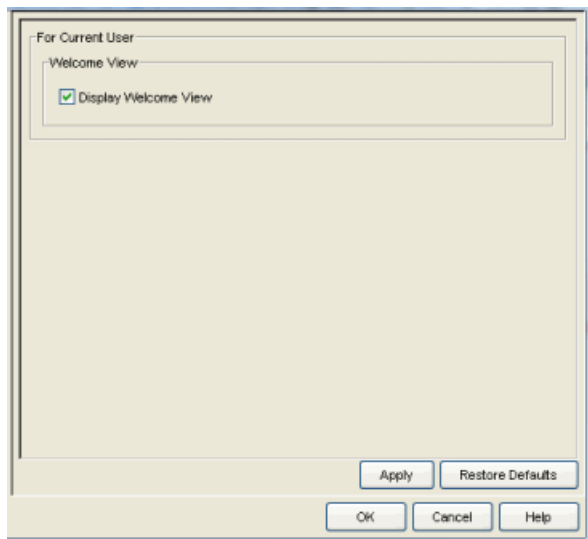 For Current User
Welcome View
Display Welcome View
Apply Restore Defaults
OK Cancel Help